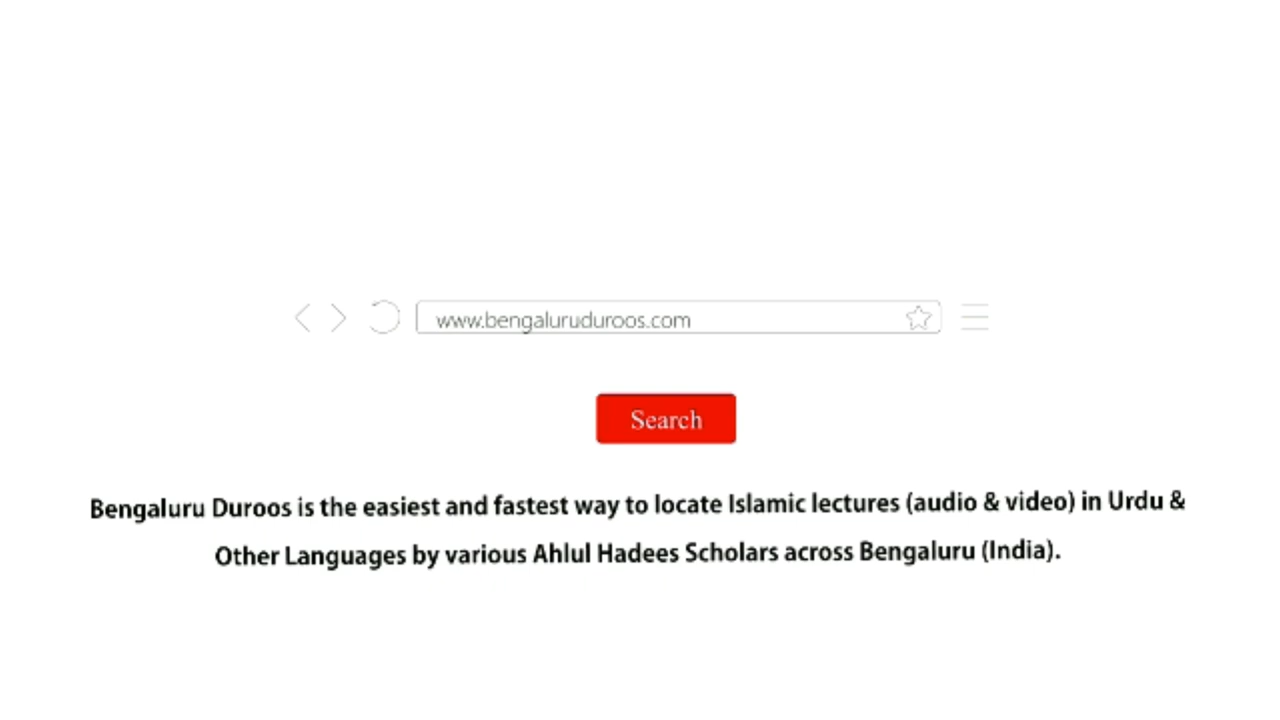 www.bengaluruduroos.com
Search
Bengaluru Duroos is the easiest and fastest way to locate Islamic lectures (audio & video) in Urdu &
Other Languages by various Ahlul Hadees Scholars across Bengaluru (India).